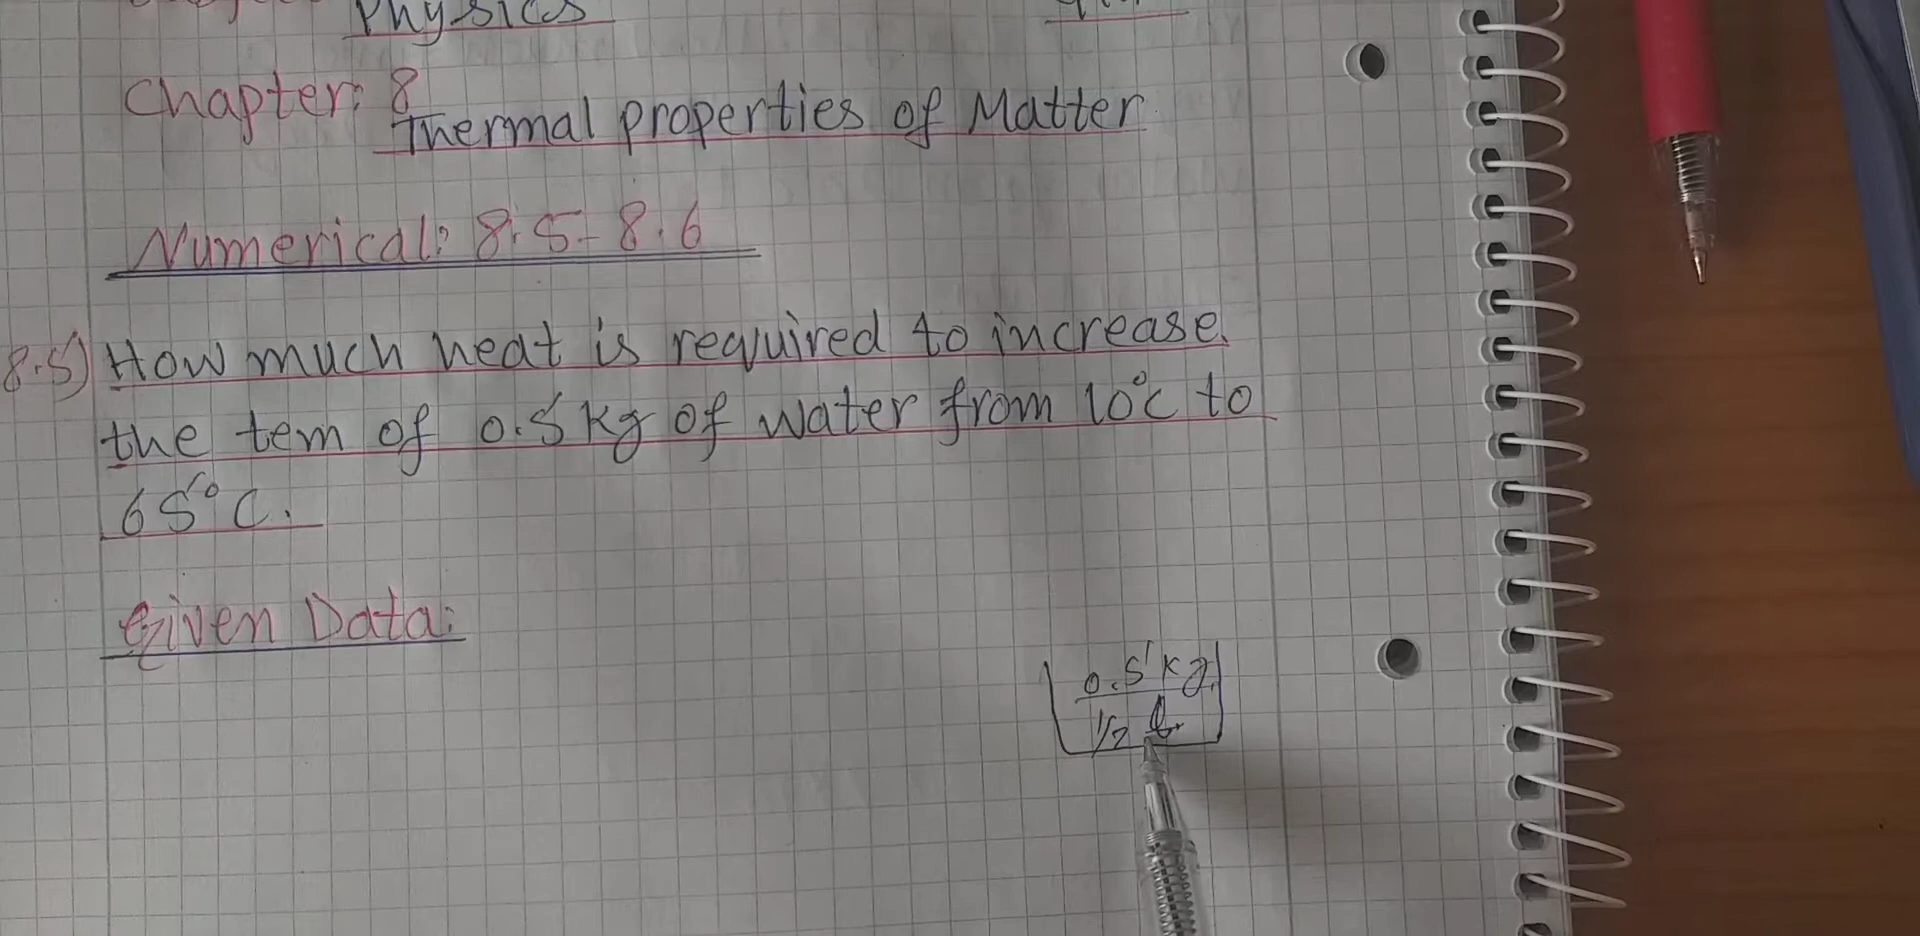 Physics
Chapter: 8
Thermal properties of Matter
Numerical: 8.5-8.6
8.5) How much heat is required to increase
the tem of 0.5 kg of water from 10°C to
65°C.
Given Data:
0.5 kg
1/2 l